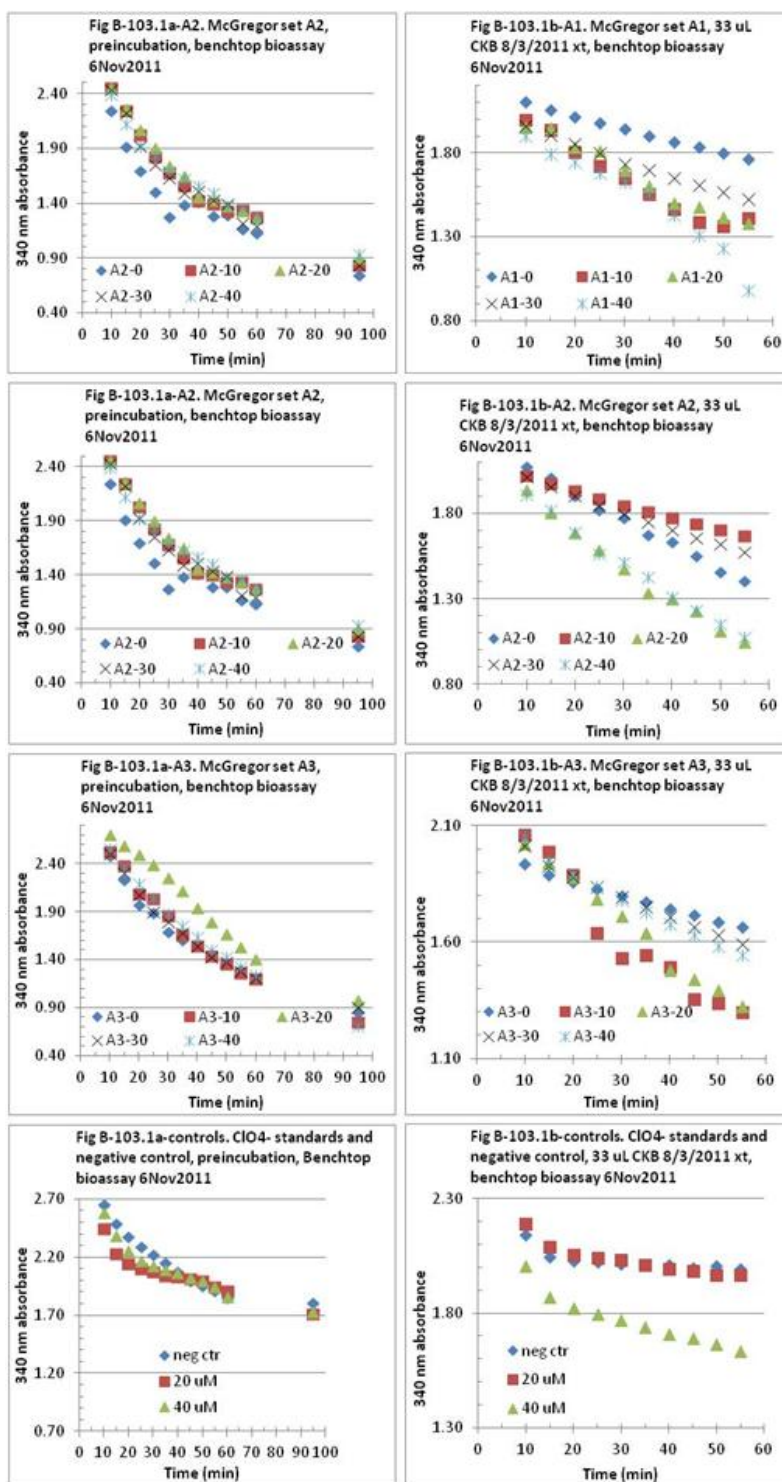 Fig B-103.1a-A2. McGregor set A2,
preincubation, benchtop bioassay
6Nov2011
340 nm absorbance
2.40
1.90
1.40
0.90
0.40
A2-0 A2-10 A2-20
A2-30 A2-40
0 10 20 30 40 50 60 70 80 90 100
Time (min)
Fig B-103.1b-A1. McGregor set A1, 33 uL
CKB 8/3/2011 xt, benchtop bioassay
6Nov2011
340 nm absorbance
1.80
1.30
0.80
A1-0 A1-10 A1-20
A1-30 A1-40
0 10 20 30 40 50 60
Time (min)
Fig B-103.1a-A2. McGregor set A2,
preincubation, benchtop bioassay
6Nov2011
340 nm absorbance
2.40
1.90
1.40
0.90
0.40
A2-0 A2-10 A2-20
A2-30 A2-40
0 10 20 30 40 50 60 70 80 90 100
Time (min)
Fig B-103.1b-A2. McGregor set A2, 33 uL
CKB 8/3/2011 xt, benchtop bioassay
6Nov2011
340 nm absorbance
1.80
1.30
0.80
A2-0 A2-10 A2-20
A2-30 A2-40
0 10 20 30 40 50 60
Time (min)
Fig B-103.1a-A3. McGregor set A3,
preincubation, benchtop bioassay
6Nov2011
340 nm absorbance
2.40
1.90
1.40
0.90
0.40
A3-0 A3-10 A3-20
A3-30 A3-40
0 10 20 30 40 50 60 70 80 90 100
Time (min)
Fig B-103.1b-A3. McGregor set A3, 33 uL
CKB 8/3/2011 xt, benchtop bioassay
6Nov2011
340 nm absorbance
2.10
1.60
1.10
A3-0 A3-10 A3-20
A3-30 A3-40
0 10 20 30 40 50 60
Time (min)
Fig B-103.1a-controls. ClO4- standards and
negative control, preincubation, Benchtop
bioassay 6Nov2011
340 nm absorbance
2.70
2.20
1.70
1.20
0.70
neg ctr
20 uM
40 uM
0 10 20 30 40 50 60 70 80 90 100
Time (min)
Fig B-103.1b-controls. ClO4- standards and
negative control, 33 uL CKB 8/3/2011 xt,
benchtop bioassay 6Nov2011
340 nm absorbance
2.30
1.80
1.30
neg ctr
20 uM
40 uM
0 10 20 30 40 50 60
Time (min)